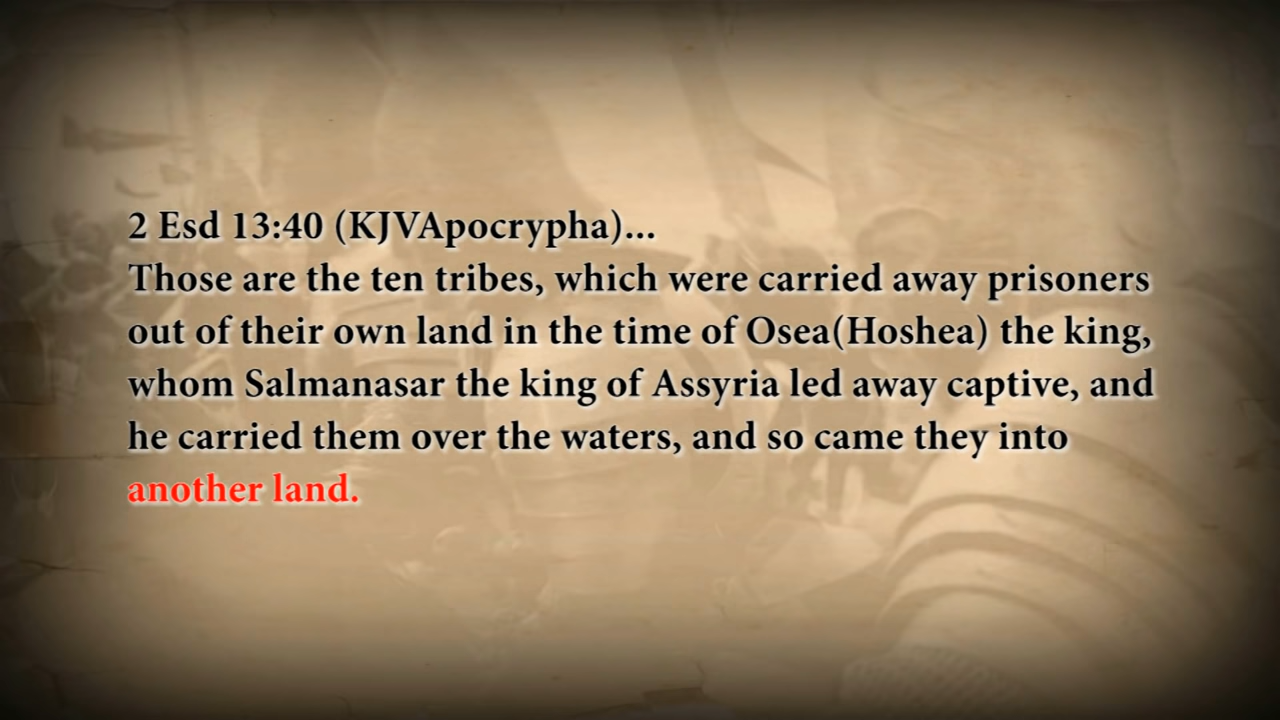 2 Esd 13:40 (KJVApocrypha)...
Those are the ten tribes, which were carried away prisoners
out of their own land in the time of Osea(Hoshea) the king,
whom Salmanasar the king of Assyria led away captive, and
he carried them over the waters, and so came they into
another land.